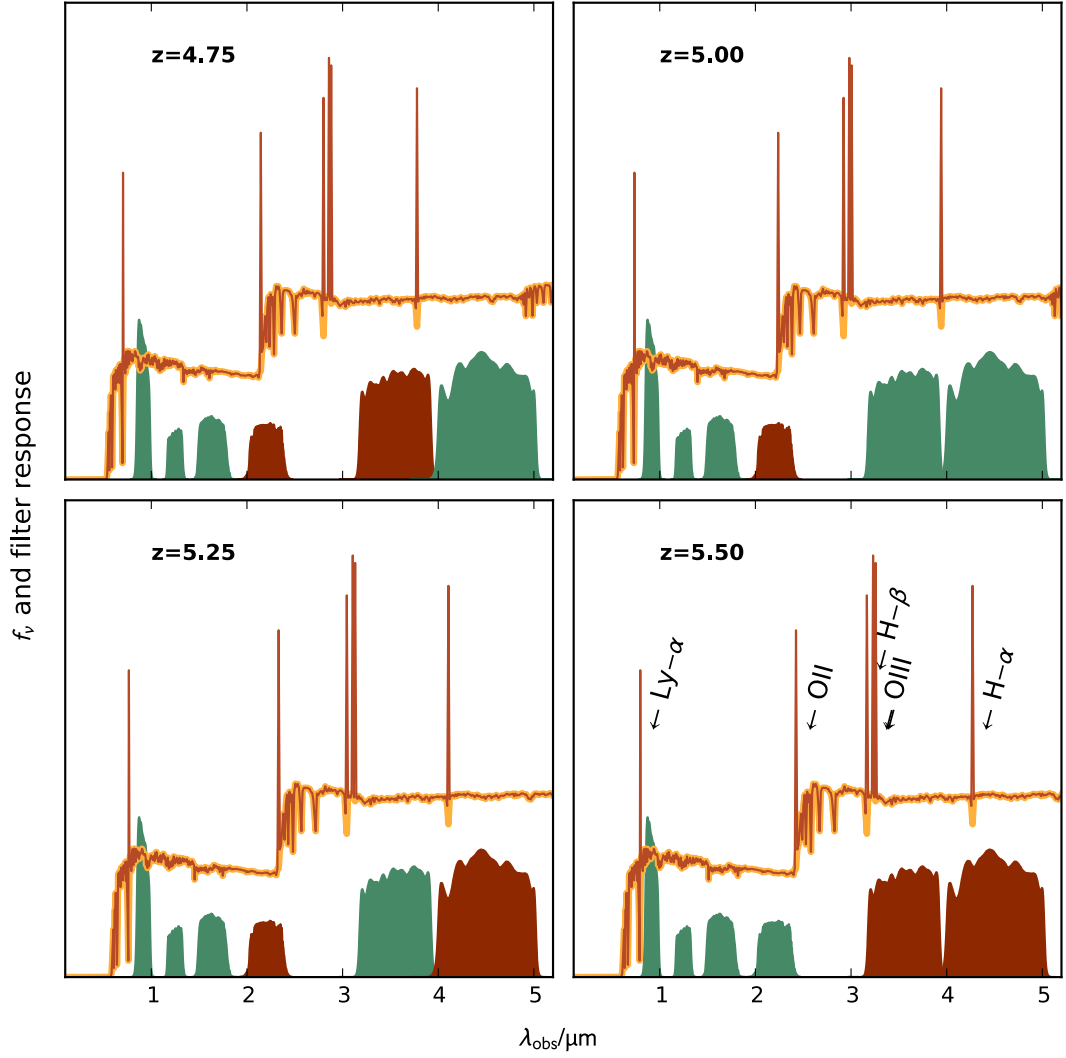 z=4.75
z=5.00
z=5.25
z=5.50
← Ly−α
← OII
← H−β
← OIII
← H−α
1 2 3 4 5
1 2 3 4 5
fν and filter response
λobs/μm